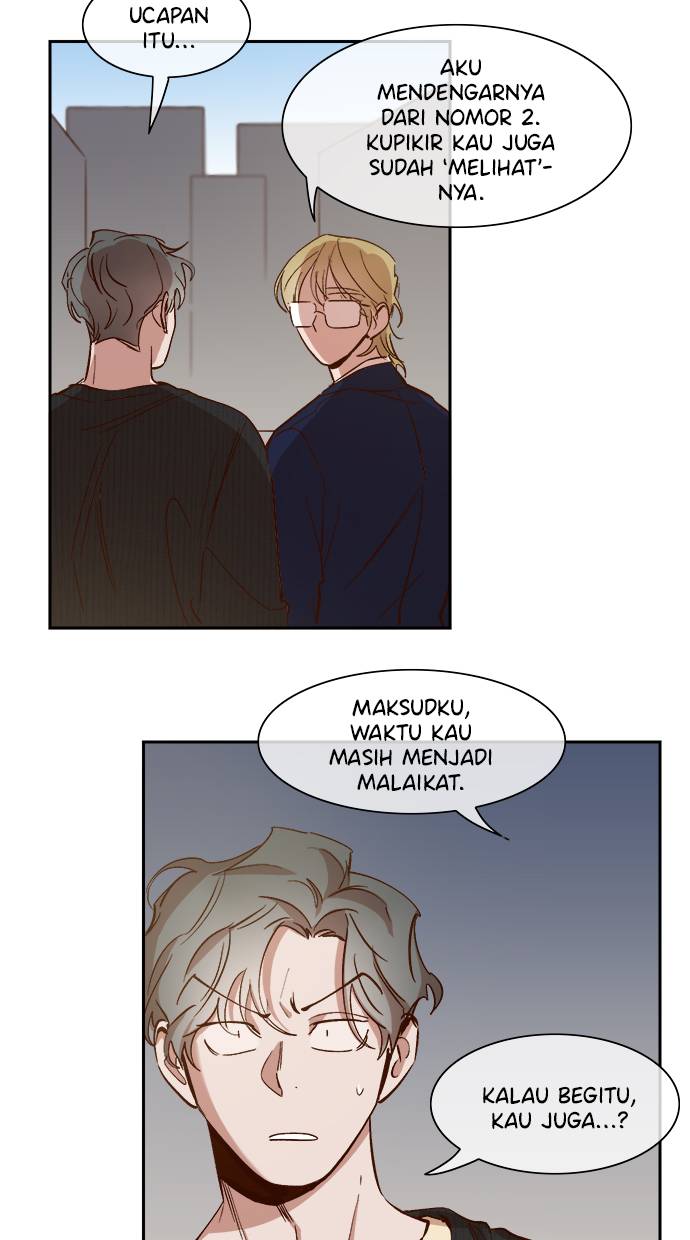 UCAPAN
ITU...
AKU
MENDENGARNYA
DARI NOMOR 2.
KUPIKIR KAU JUGA
SUDAH ‘MELIHAT’-
NYA.
MAKSUDKU,
WAKTU KAU
MASIH MENJADI
MALAIKAT.
KALAU BEGITU,
KAU JUGA...?